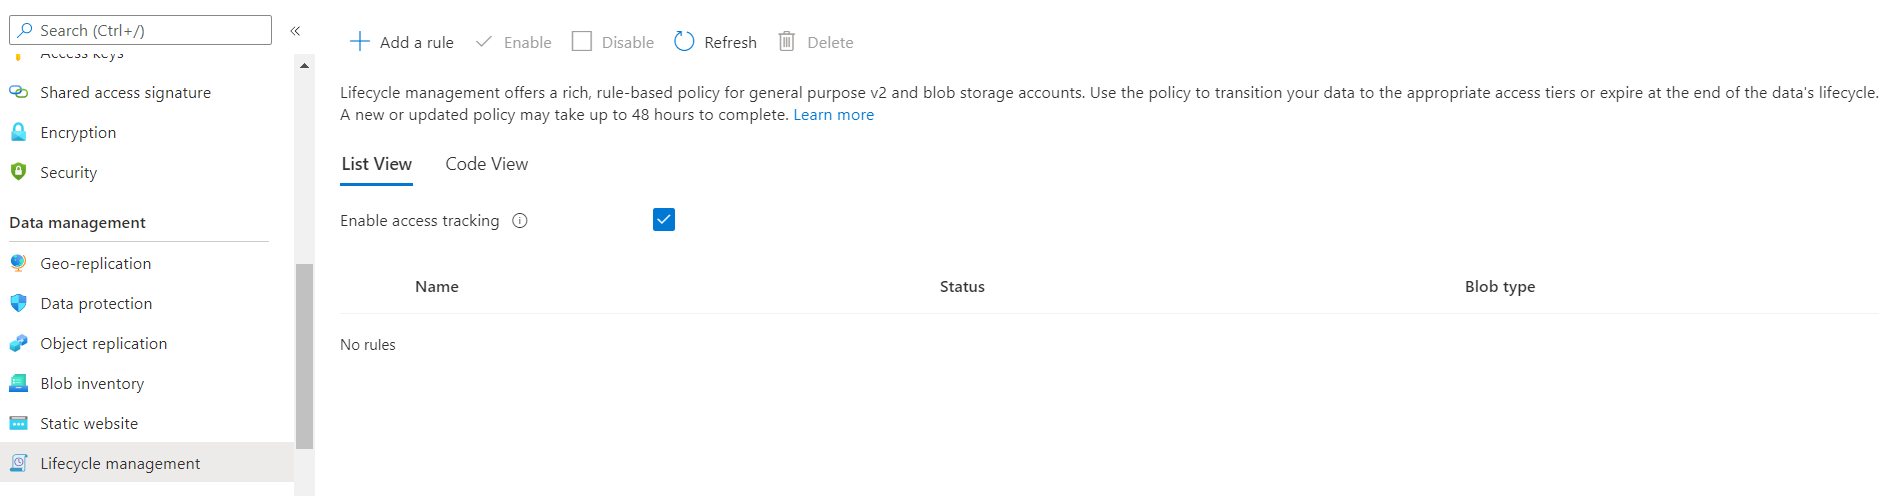 Search (Ctrl+/)
«
Access keys
Shared access signature
Encryption
Security
Data management
Geo-replication
Data protection
Object replication
Blob inventory
Static website
Lifecycle management
Add a rule
Enable
Disable
Refresh
Delete
Lifecycle management offers a rich, rule-based policy for general purpose v2 and blob storage accounts. Use the policy to transition your data to the appropriate access tiers or expire at the end of the data's lifecycle.
A new or updated policy may take up to 48 hours to complete. Learn more
List View
Code View
Enable access tracking
Name
Status
Blob type
No rules